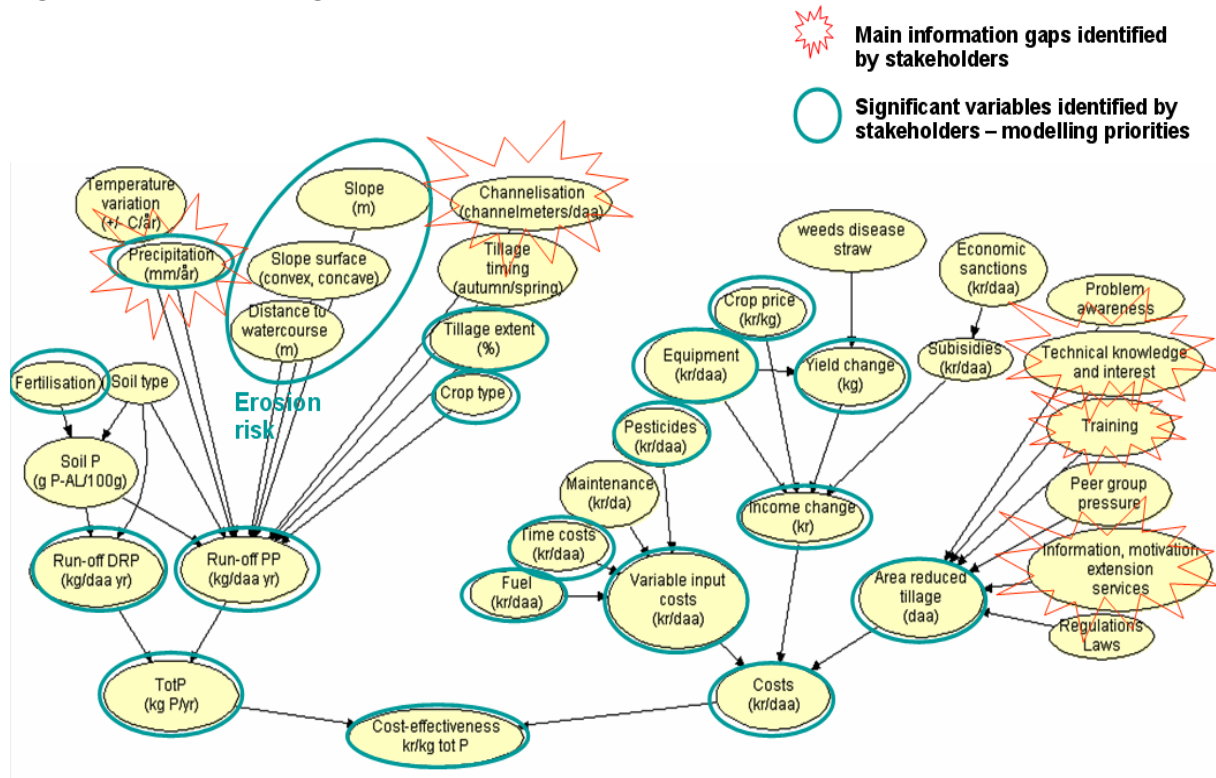 Main information gaps identified
by stakeholders
Significant variables identified by
stakeholders – modelling priorities
Temperature
variation
(+/- C/år)
Precipitation
(mm/år)
Slope
(m)
Slope surface
(convex, concave)
Distance to
watercourse
(m)
Erosion
risk
Channelisation
(channelmeters/daa)
Tillage
timing
(autumn/spring)
Tillage extent
(%)
Crop type
Fertilisation
Soil type
Soil P
(g P-AL/100g)
Run-off DRP
(kg/daa yr)
Run-off PP
(kg/daa yr)
TotP
(kg P/yr)
Cost-effectiveness
kr/kg tot P
weeds disease
straw
Crop price
(kr/kg)
Equipment
(kr/daa)
Yield change
(kg)
Pesticides
(kr/daa)
Maintenance
(kr/da)
Time costs
(kr/daa)
Fuel
(kr/daa)
Variable input
costs
(kr/daa)
Income change
(kr)
Costs
(kr/daa)
Economic
sanctions
(kr/daa)
Subisidies
(kr/daa)
Area reduced
tillage
(daa)
Problem
awareness
Technical knowledge
and interest
Training
Peer group
pressure
Information, motivation
extension
services
Regulations
Laws